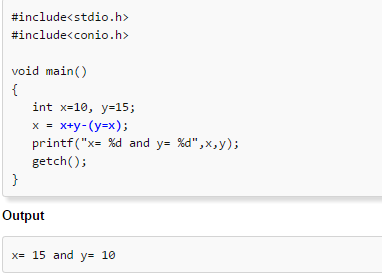 #include<stdio.h>
#include<conio.h>
void main()
{
int x=10, y=15;
x = x+y-(y=x);
printf("x= %d and y= %d",x,y);
getch();
}
Output
x= 15 and y= 10